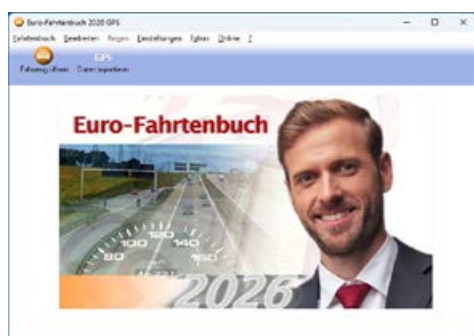 Euro-Fahrtenbuch 2026 GPS
Fahrtenbuch Bearbeiten Reisen Einstellungen Extras Online ?
GPS
Fahrzeug öffnen Daten importieren
Euro-Fahrtenbuch
80 100 120 140 160
2026